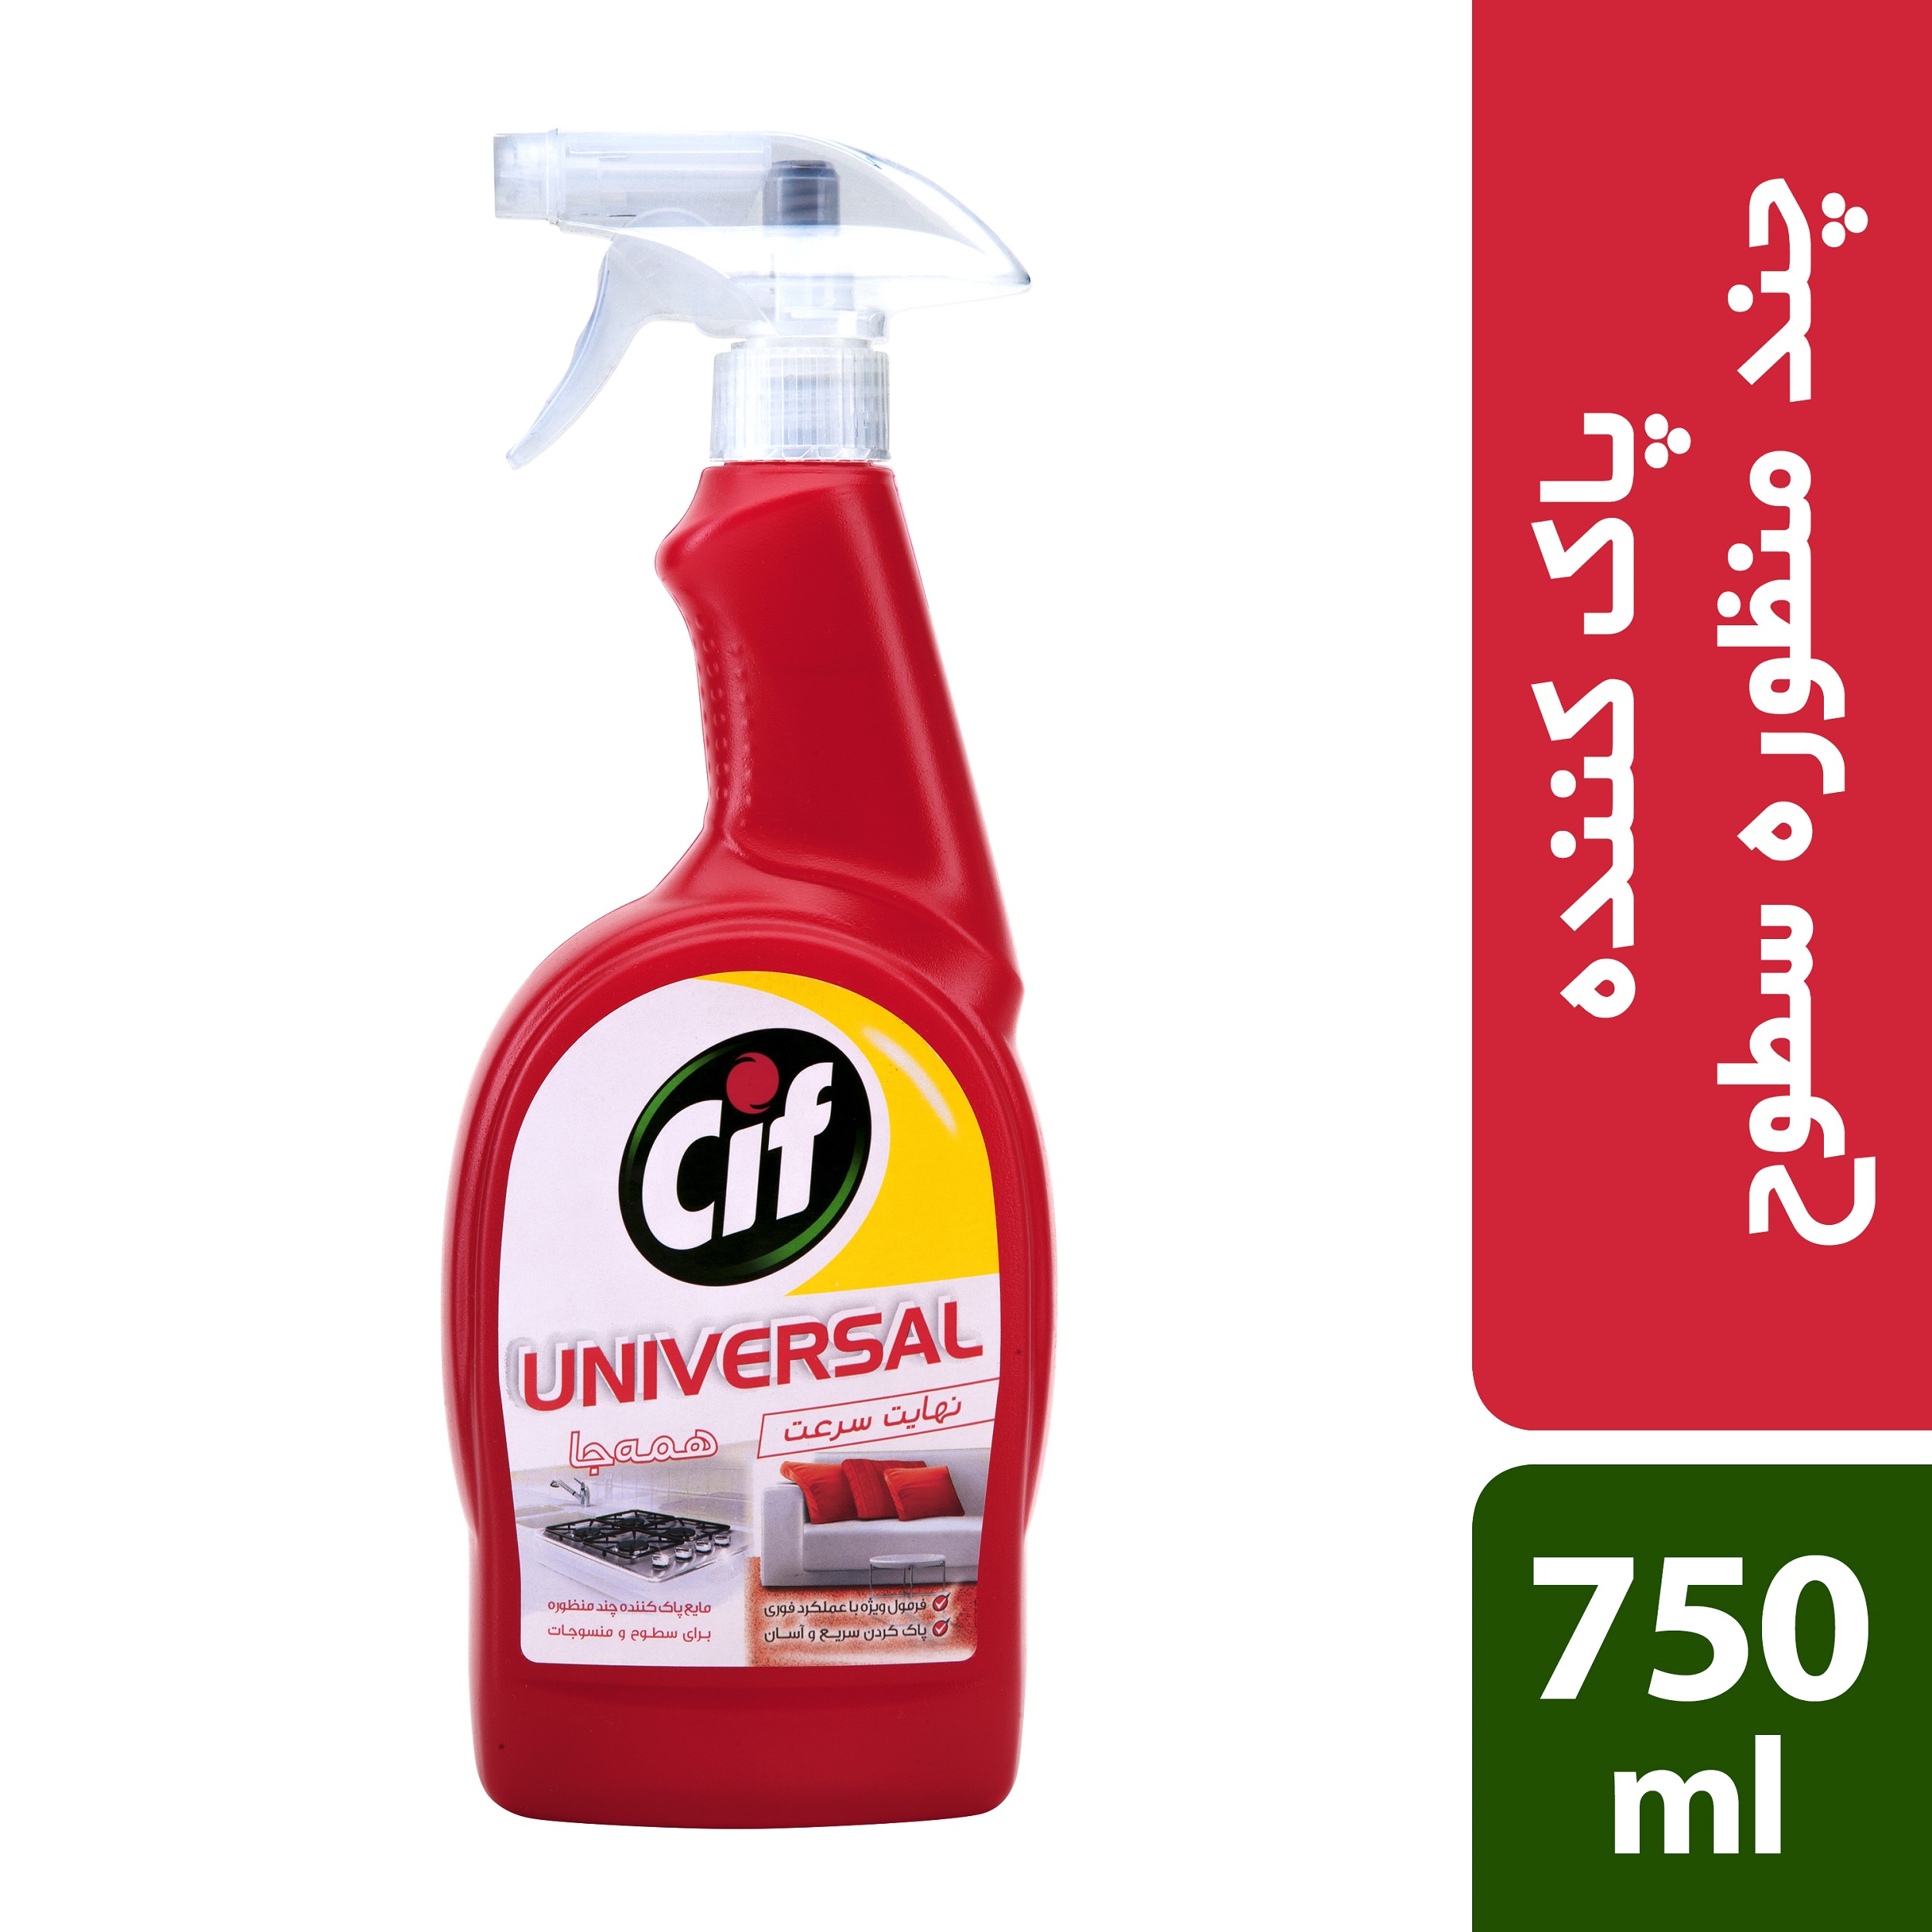 Cif
UNIVERSAL
نهایت سرعت
همه‌جا
فرمول ویژه با عملکرد فوری
پاک کردن سریع و آسان
مایع پاک کننده چند منظوره
برای سطوح و منسوجات
پاک کننده
چند منظوره سطوح
750
ml